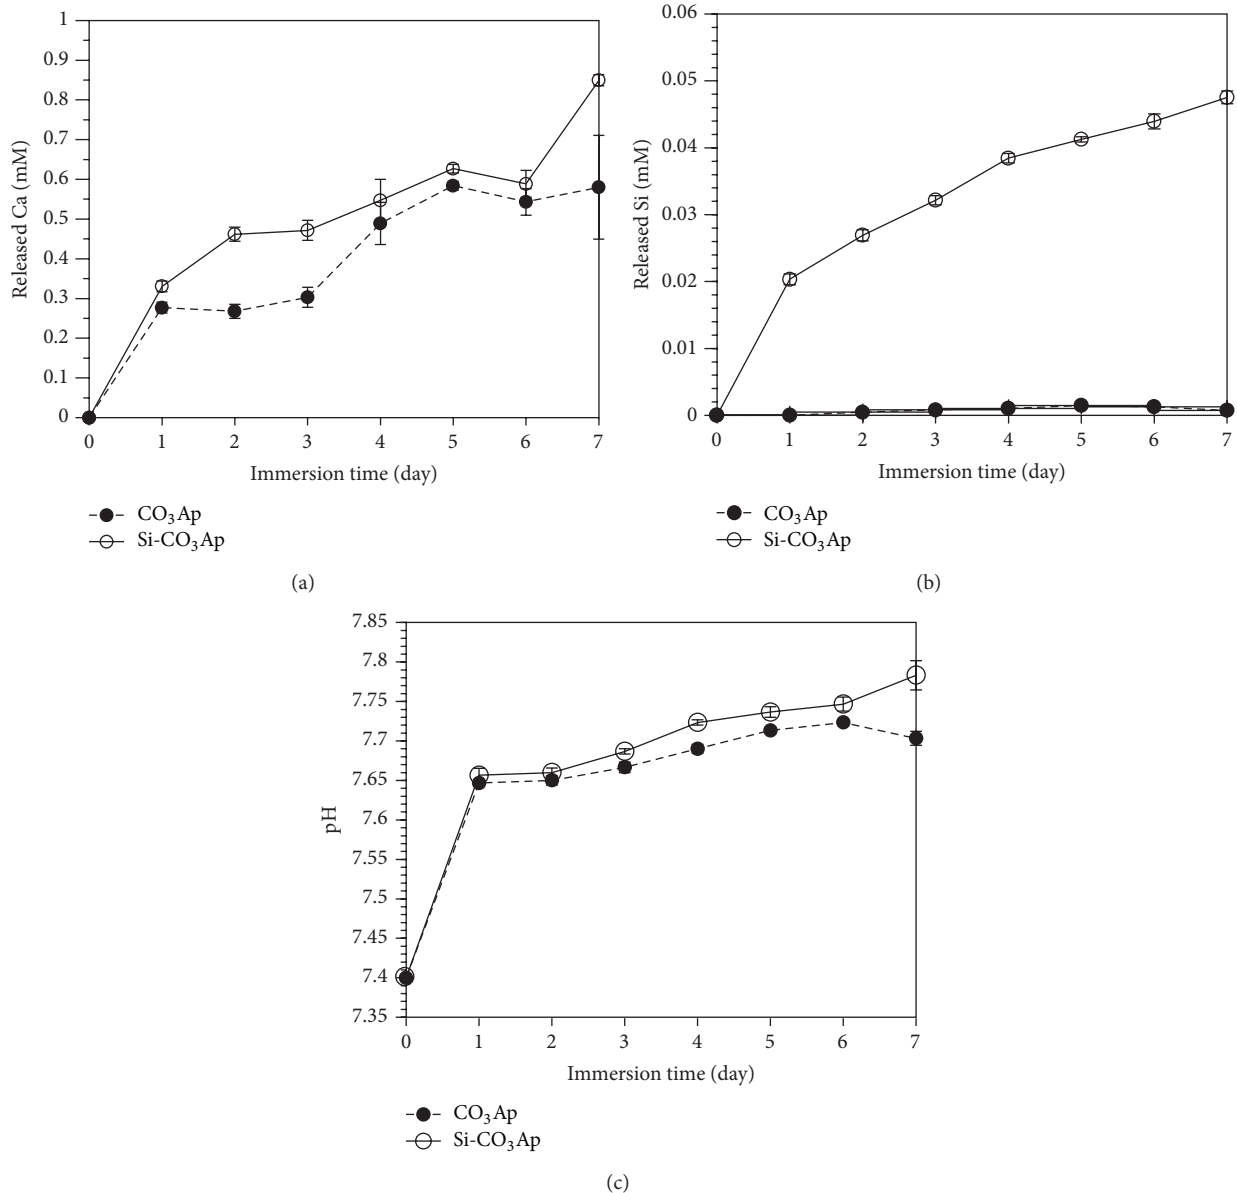 1
0.9
0.8
0.7
0.6
0.5
0.4
0.3
0.2
0.1
0
Released Ca (mM)
0 1 2 3 4 5 6 7
Immersion time (day)
CO₃Ap
Si-CO₃Ap
(a)
0.06
0.05
0.04
0.03
0.02
0.01
0
Released Si (mM)
0 1 2 3 4 5 6 7
Immersion time (day)
CO₃Ap
Si-CO₃Ap
(b)
7.85
7.8
7.75
7.7
7.65
7.6
7.55
7.5
7.45
7.4
7.35
pH
0 1 2 3 4 5 6 7
Immersion time (day)
CO₃Ap
Si-CO₃Ap
(c)